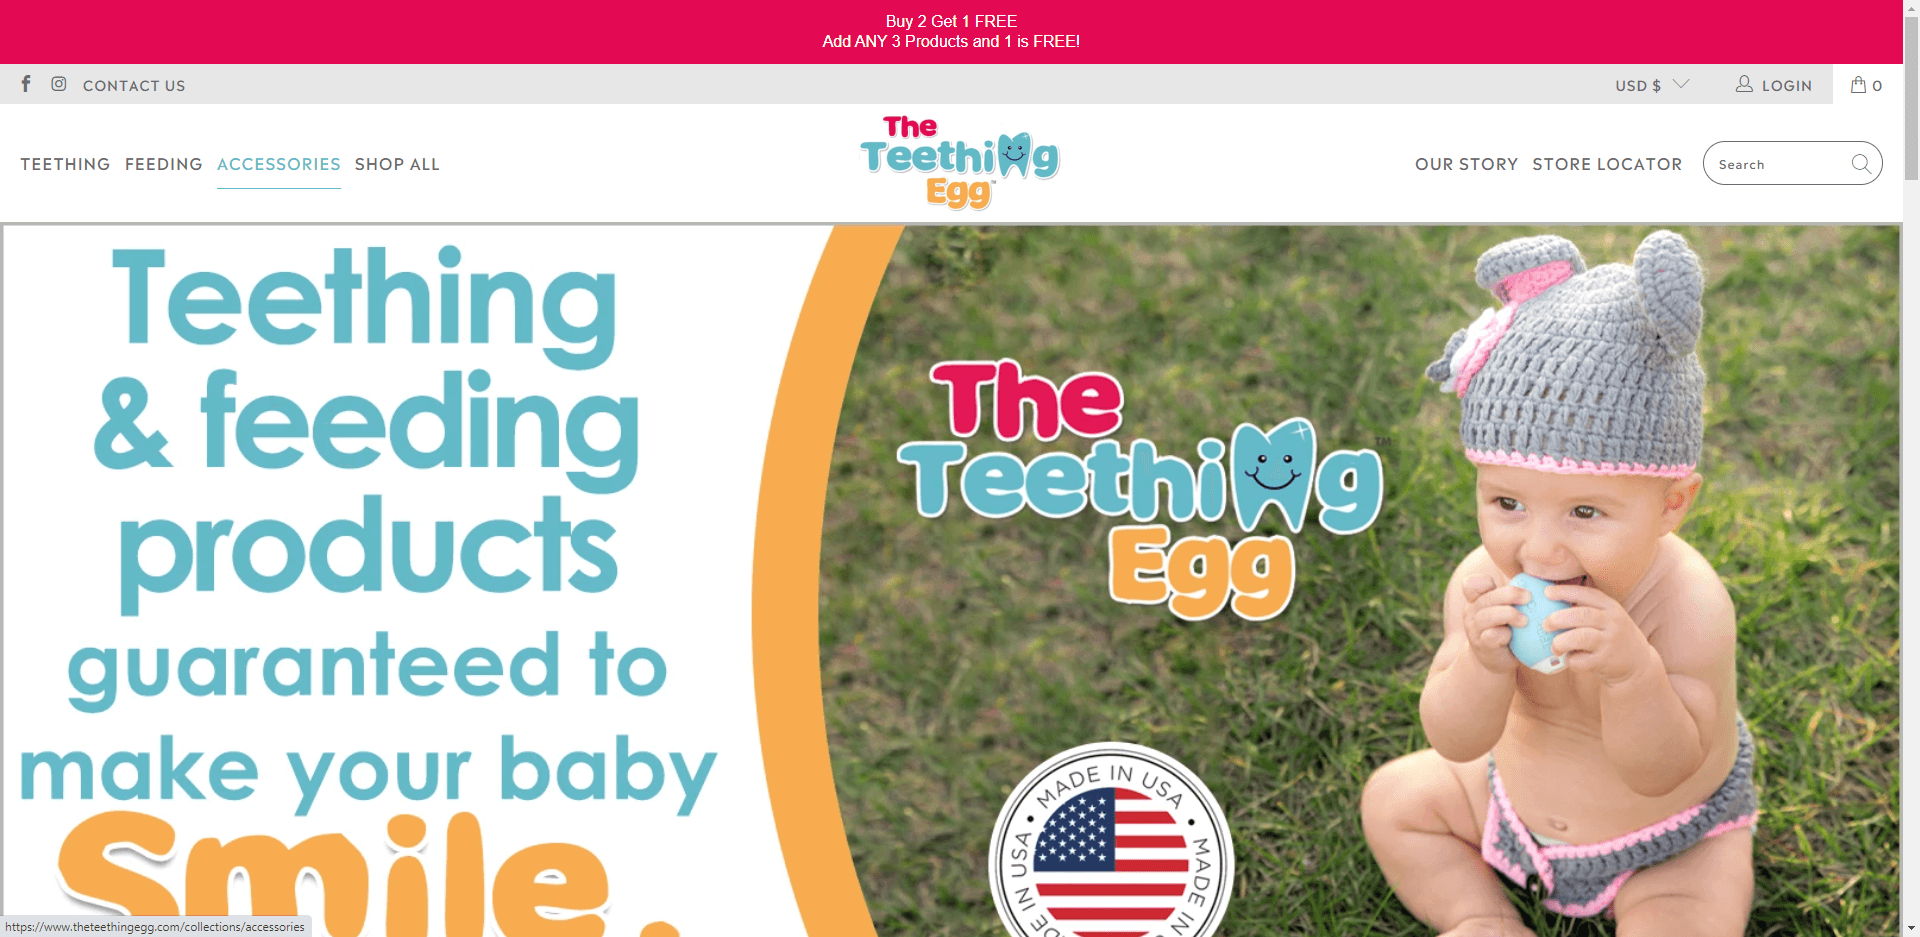 Buy 2 Get 1 FREE
Add ANY 3 Products and 1 is FREE!
CONTACT US
USD $
LOGIN
0
TEETHING FEEDING ACCESSORIES SHOP ALL
The
Teething
Egg™
OUR STORY STORE LOCATOR
Search
Teething
& feeding
products
guaranteed to
make your baby
Smile.
The
Teething™
Egg
MADE IN USA • MADE IN
MADE IN USA •
https://www.theteethingegg.com/collections/accessories